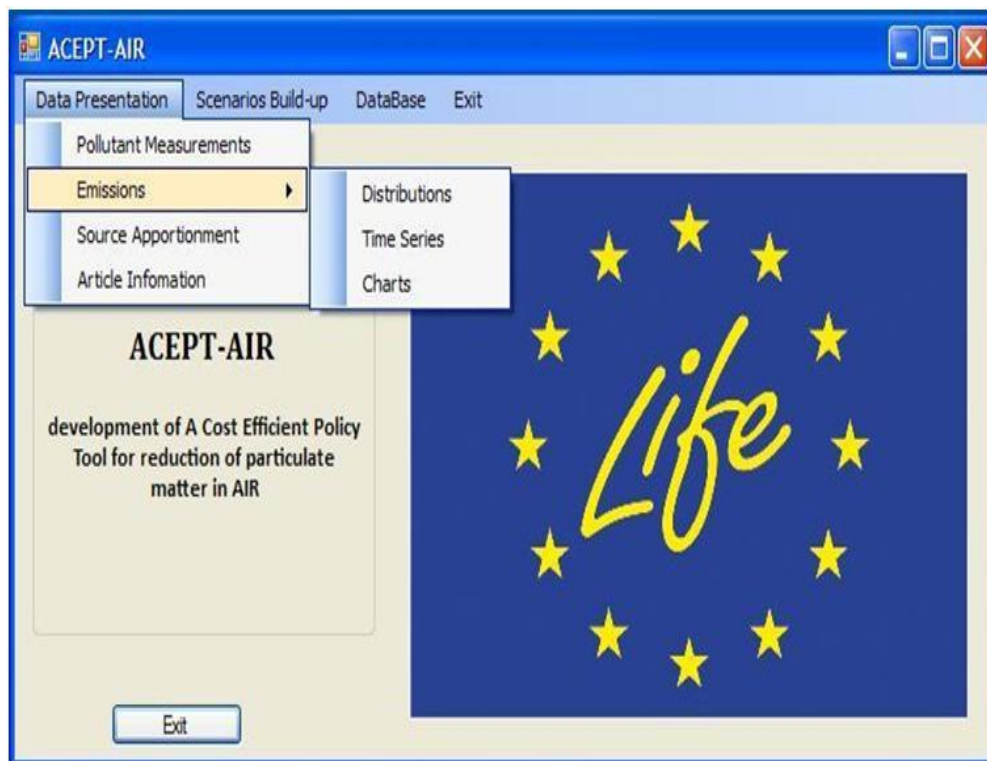 ACEPT-AIR
Data Presentation Scenarios Build-up DataBase Exit
Pollutant Measurements
Emissions
Source Apportionment
Article Infomation
Distributions
Time Series
Charts
ACEPT-AIR
development of A Cost Efficient Policy
Tool for reduction of particulate
matter in AIR
Life
Exit